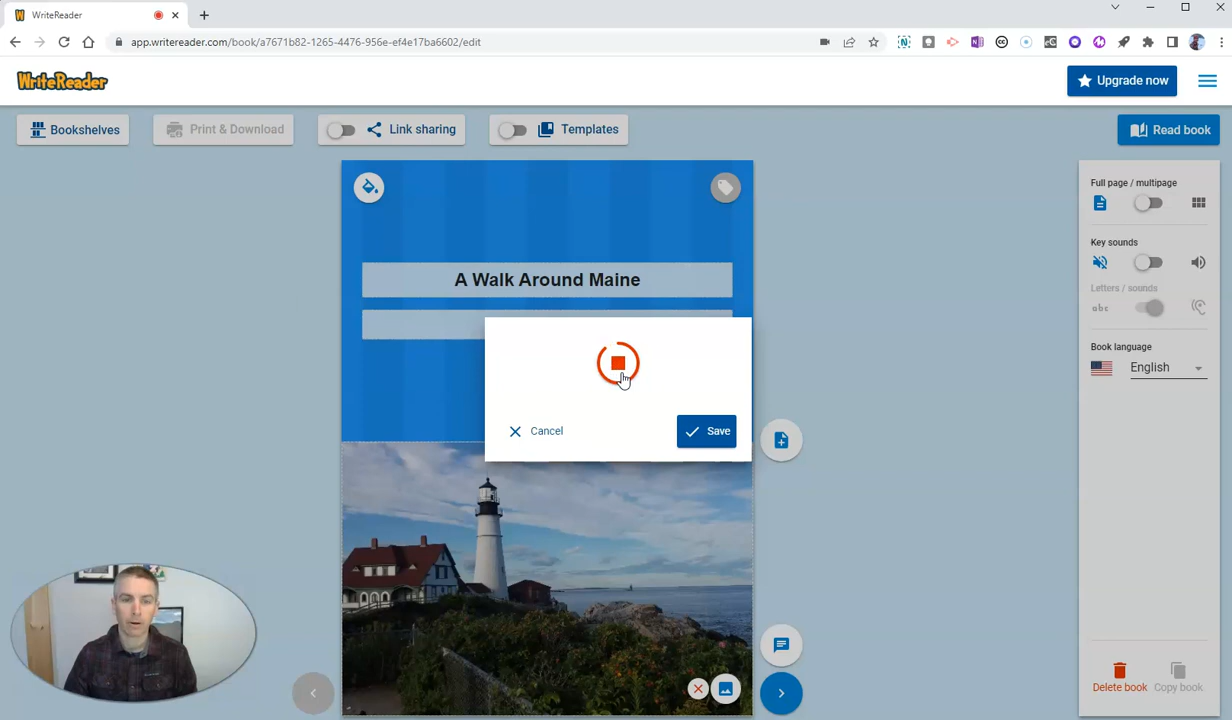 WriteReader
app.writereader.com/book/a7671b82-1265-4476-956e-ef4e17ba6602/edit
WriteReader
Upgrade now
Bookshelves
Print & Download
Link sharing
Templates
Read book
Full page / multipage
A Walk Around Maine
Key sounds
Letters / sounds
abc
Book language
English
Cancel
Save
Delete book
Copy book